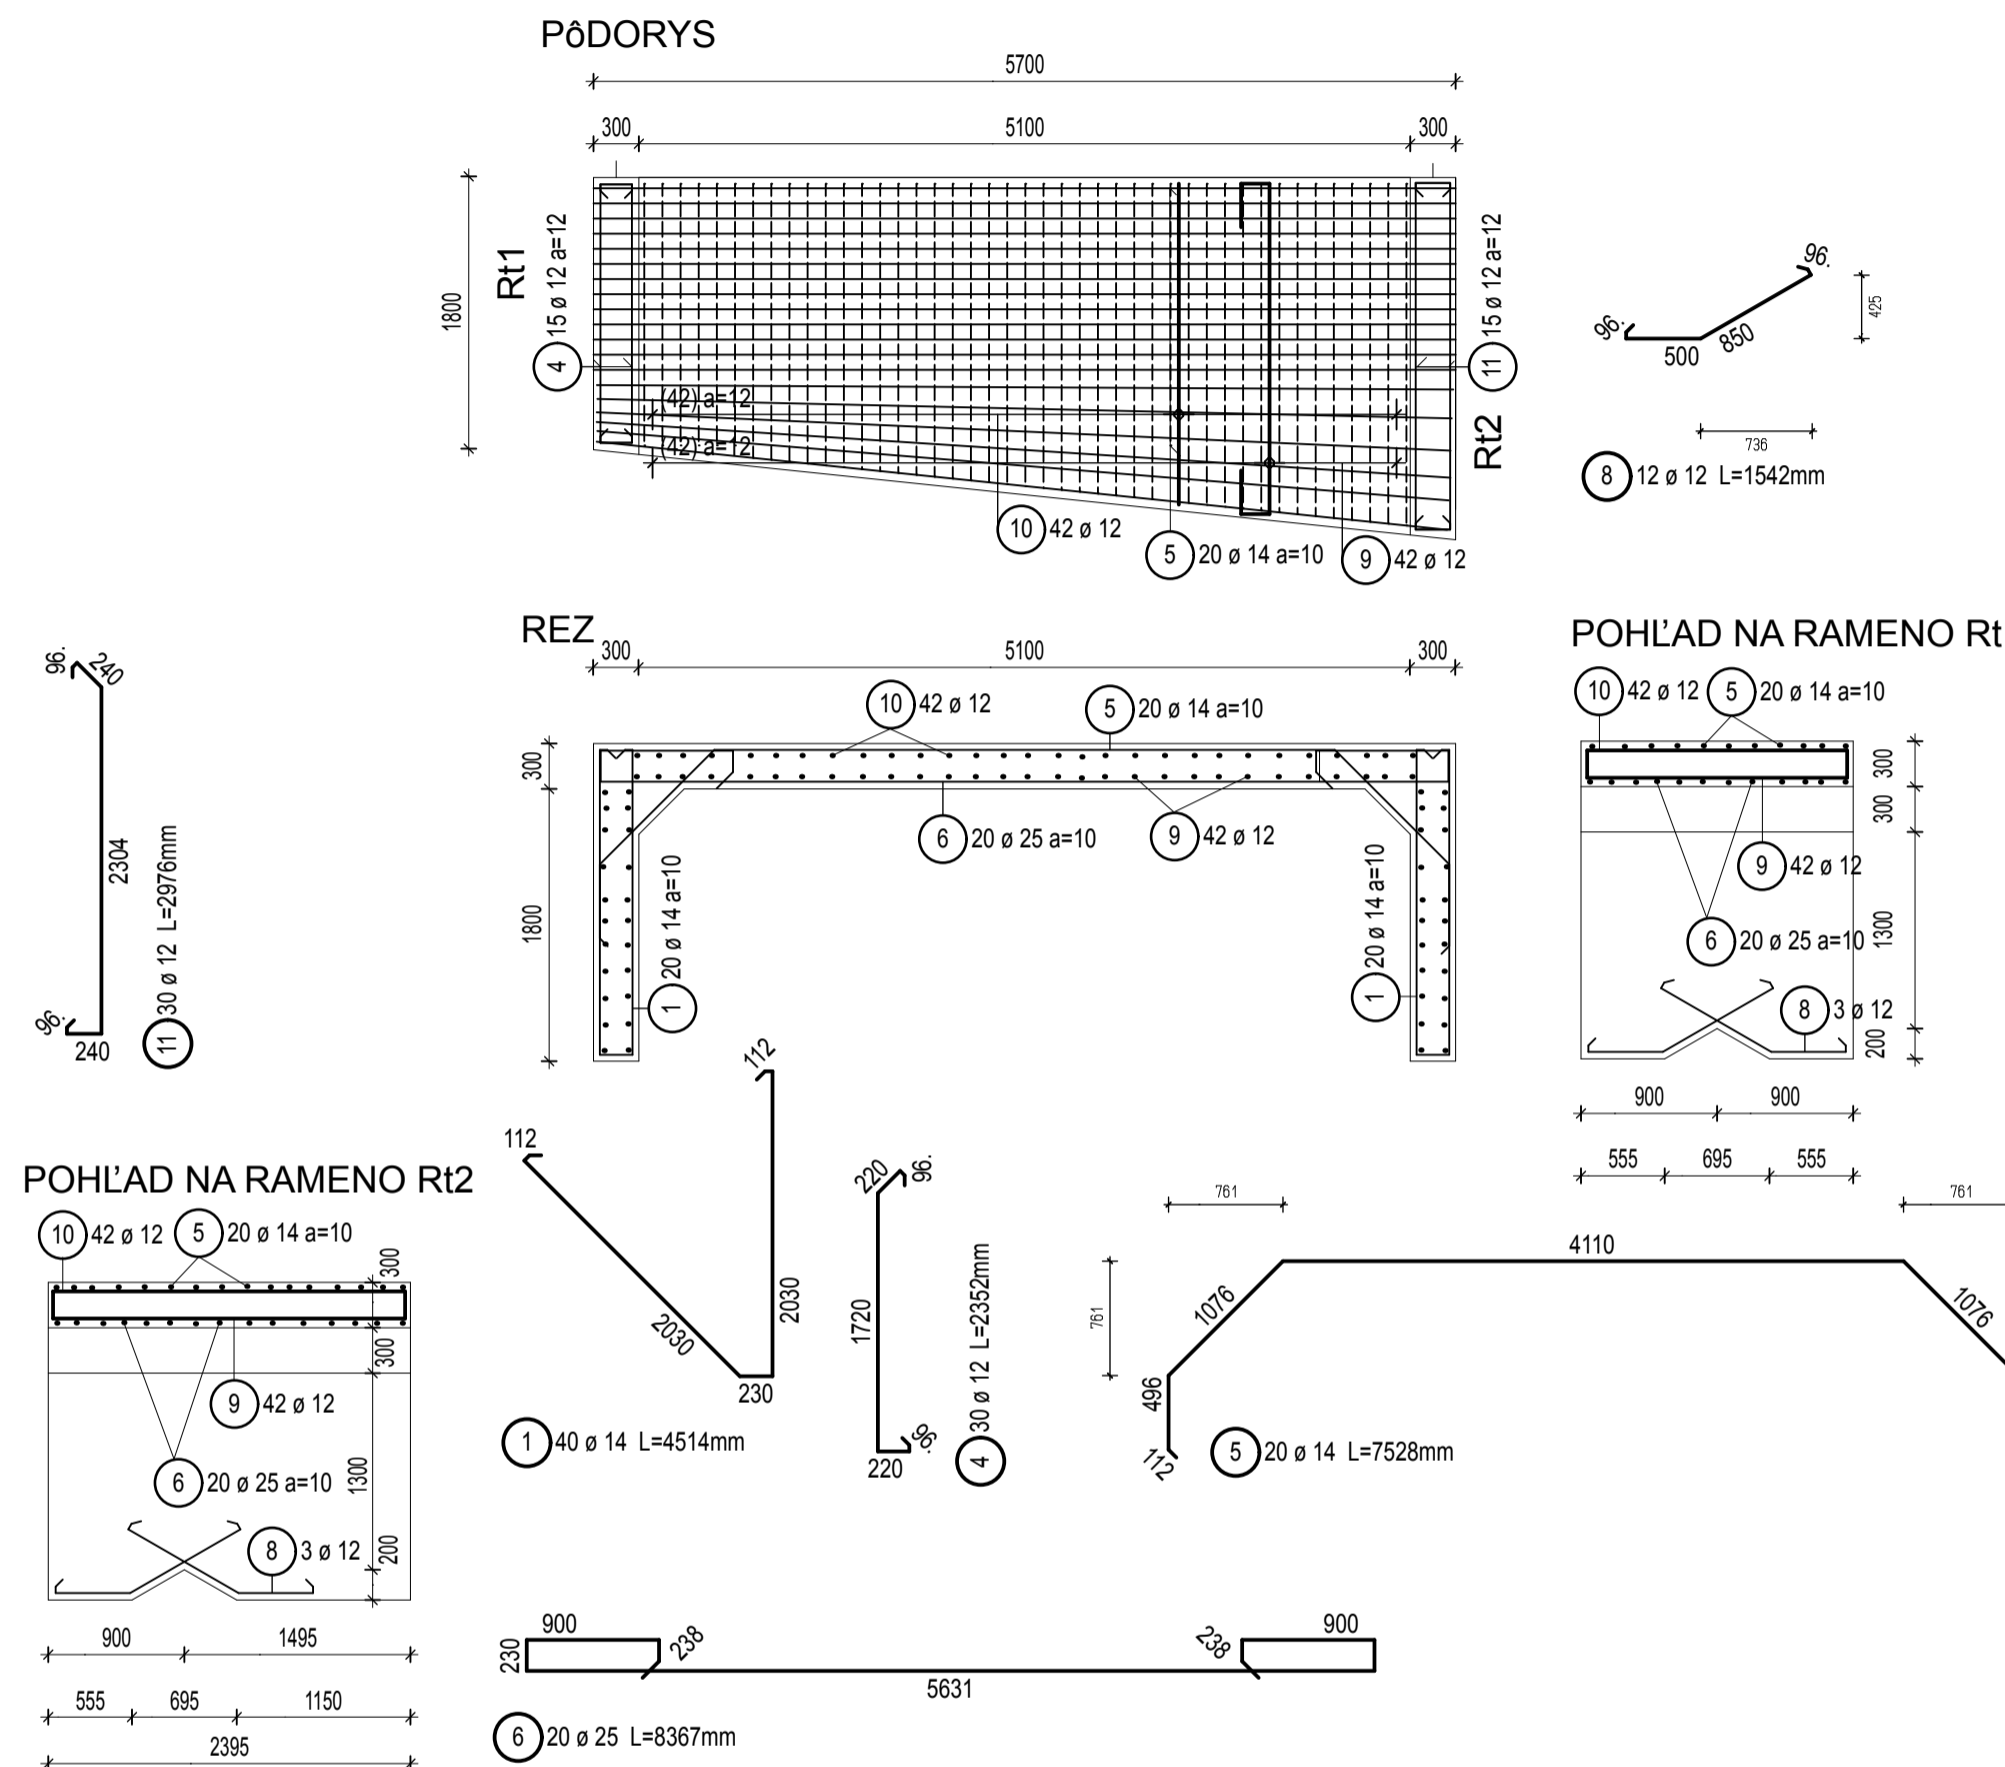 PôDORYS
5700
300 5100 300
1800
Rt1
4 15 ø 12 a=12
11 15 ø 12 a=12
Rt2
(42) a=12
(42) a=12
10 42 ø 12
5 20 ø 14 a=10
9 42 ø 12
96.
96.
500
850
425
736
8 12 ø 12 L=1542mm
REZ
300 5100 300
10 42 ø 12
5 20 ø 14 a=10
300
1800
6 20 ø 25 a=10
9 42 ø 12
1 20 ø 14 a=10
1 20 ø 14 a=10
96.
240
2304
96.
240
11 30 ø 12 L=2976mm
POHĽAD NA RAMENO Rt
10 42 ø 12
5 20 ø 14 a=10
300
300
9 42 ø 12
6 20 ø 25 a=10
1300
8 3 ø 12
200
900 900
555 695 555
POHĽAD NA RAMENO Rt2
10 42 ø 12
5 20 ø 14 a=10
300
300
9 42 ø 12
6 20 ø 25 a=10
1300
8 3 ø 12
200
900 1495
555 695 1150
2395
112
112
2030
2030
230
1 40 ø 14 L=4514mm
220
96.
1720
96.
220
4 30 ø 12 L=2352mm
761
761
4110
761
1076
1076
496
112
5 20 ø 14 L=7528mm
900
900
230
238
238
5631
6 20 ø 25 L=8367mm